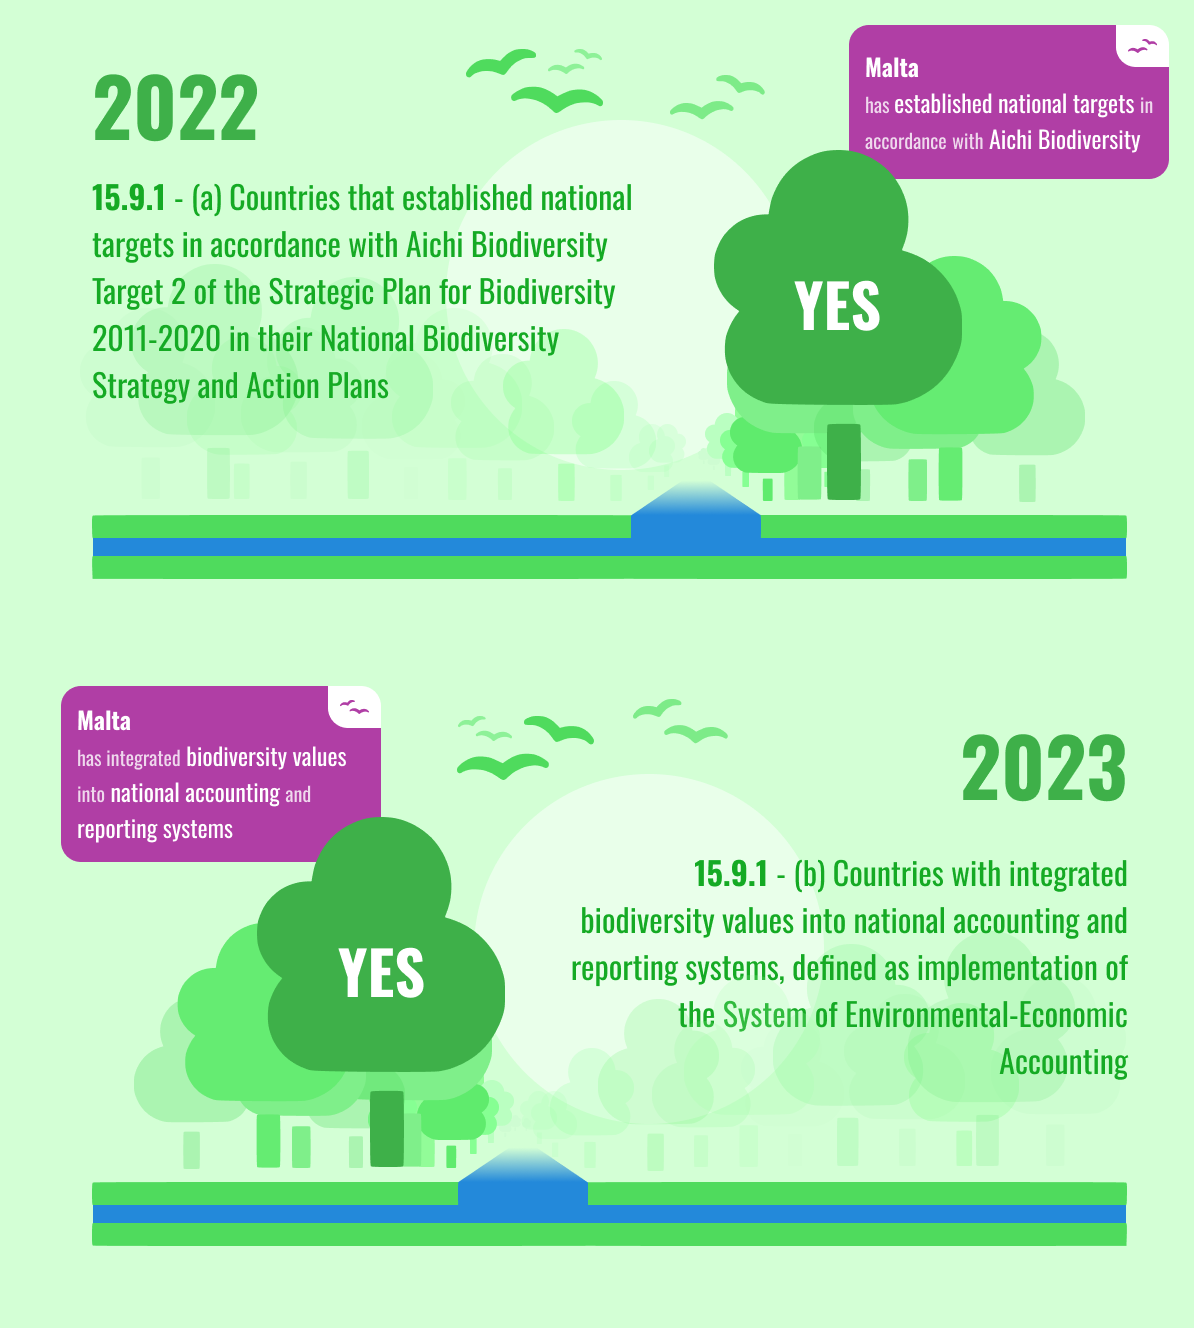 2022
15.9.1 - (a) Countries that established national
targets in accordance with Aichi Biodiversity
Target 2 of the Strategic Plan for Biodiversity
2011-2020 in their National Biodiversity
Strategy and Action Plans
Malta
has established national targets in
accordance with Aichi Biodiversity
YES
Malta
has integrated biodiversity values
into national accounting and
reporting systems
YES
2023
15.9.1 - (b) Countries with integrated
biodiversity values into national accounting and
reporting systems, defined as implementation of
the System of Environmental-Economic
Accounting